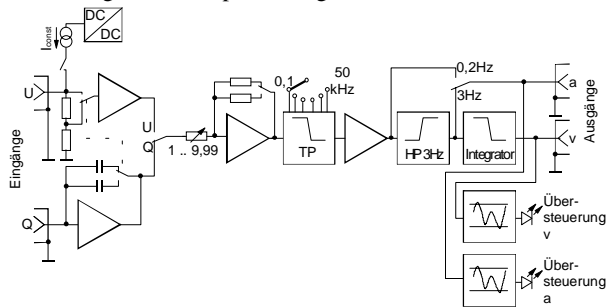 DC
DC
Iconst
U
Eingänge
Q
U
Q
1 .. 9,99
0,1
50
kHz
TP
HP 3Hz
Integrator
0,2Hz
3Hz
a
v
Ausgänge
Über-
steuerung
v
Über-
steuerung
a